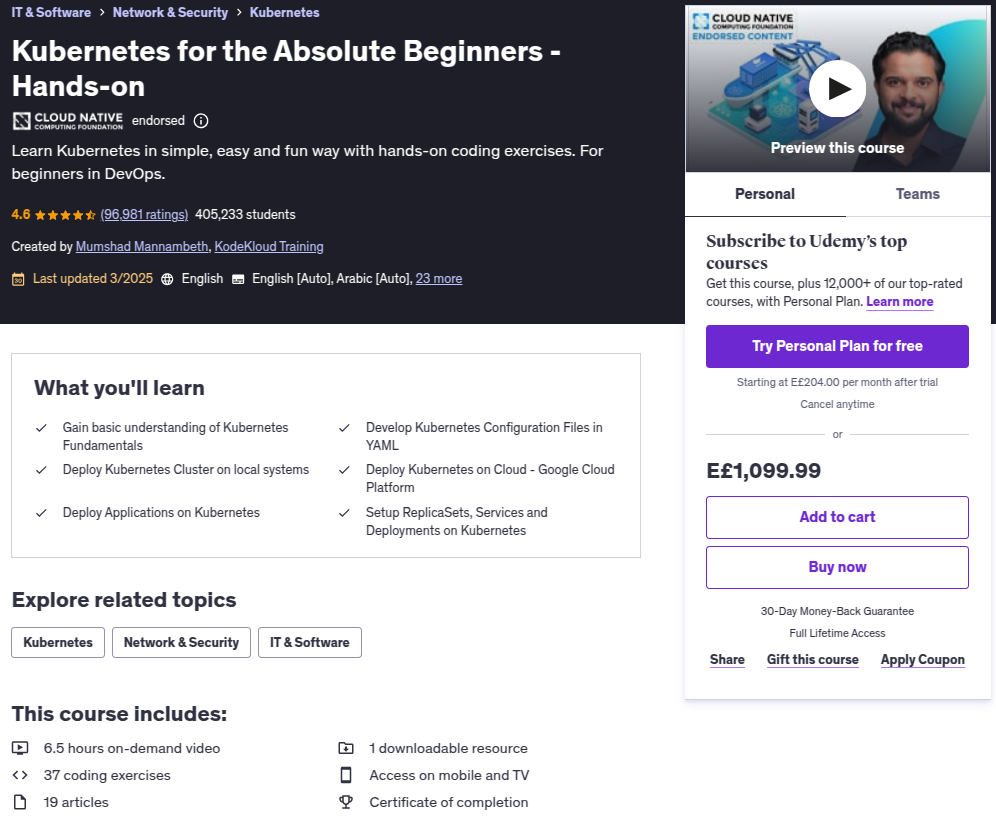 IT & Software > Network & Security > Kubernetes
Kubernetes for the Absolute Beginners -
Hands-on
CLOUD NATIVE
COMPUTING FOUNDATION
endorsed
Learn Kubernetes in simple, easy and fun way with hands-on coding exercises. For
beginners in DevOps.
4.6 (96,981 ratings) 405,233 students
Created by Mumshad Mannambeth, KodeKloud Training
Last updated 3/2025 English English [Auto], Arabic [Auto], 23 more
CLOUD NATIVE
COMPUTING FOUNDATION
ENDORSED CONTENT
Preview this course
Personal Teams
Subscribe to Udemy's top
courses
Get this course, plus 12,000+ of our top-rated
courses, with Personal Plan. Learn more
Try Personal Plan for free
Starting at E£204.00 per month after trial
Cancel anytime
or
E£1,099.99
Add to cart
Buy now
30-Day Money-Back Guarantee
Full Lifetime Access
Share Gift this course Apply Coupon
What you'll learn
Gain basic understanding of Kubernetes
Fundamentals
Develop Kubernetes Configuration Files in
YAML
Deploy Kubernetes Cluster on local systems
Deploy Kubernetes on Cloud - Google Cloud
Platform
Deploy Applications on Kubernetes
Setup ReplicaSets, Services and
Deployments on Kubernetes
Explore related topics
Kubernetes Network & Security IT & Software
This course includes:
6.5 hours on-demand video
1 downloadable resource
37 coding exercises
Access on mobile and TV
19 articles
Certificate of completion